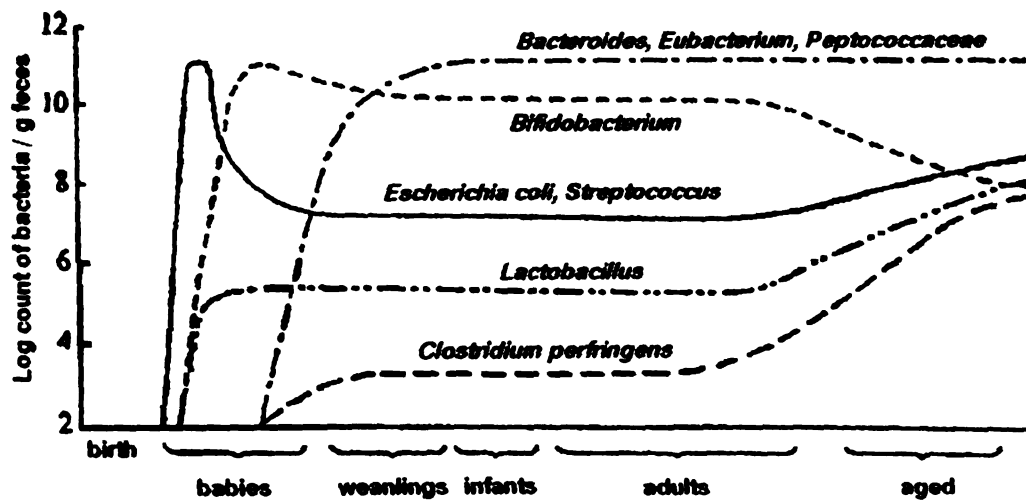 12
10
8
6
4
2
Log count of bacteria / g feces
Bacteroides, Eubacterium, Peptococcaceae
Bifidobacterium
Escherichia coli, Streptococcus
Lactobacillus
Clostridium perfringens
birth
babies weanlings infants adults aged